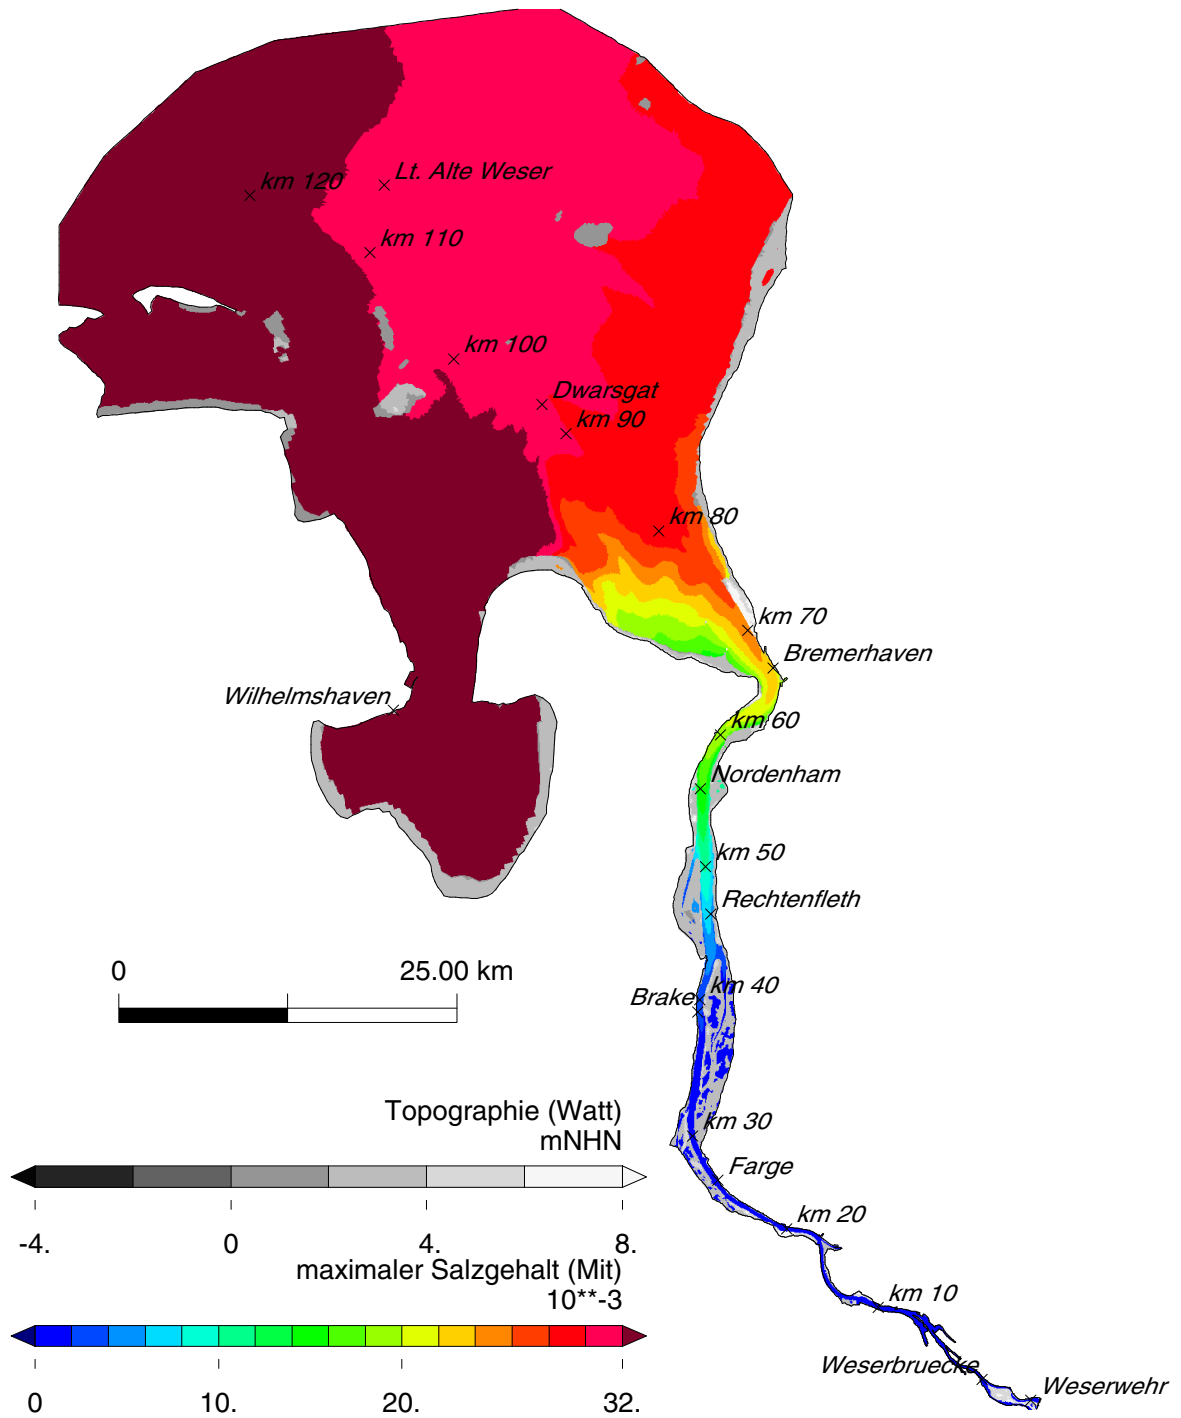 km 120
Lt. Alte Weser
km 110
km 100
Dwarsgat
km 90
km 80
km 70
Bremerhaven
Wilhelmshaven
km 60
Nordenham
km 50
Rechtenfleth
0 25.00 km
km 40
Brake
Topographie (Watt)
mNHN
km 30
Farge
km 20
-4. 0 4. 8.
maximaler Salzgehalt (Mit)
10**-3
km 10
Weserbruecke
Weserwehr
0 10. 20. 32.